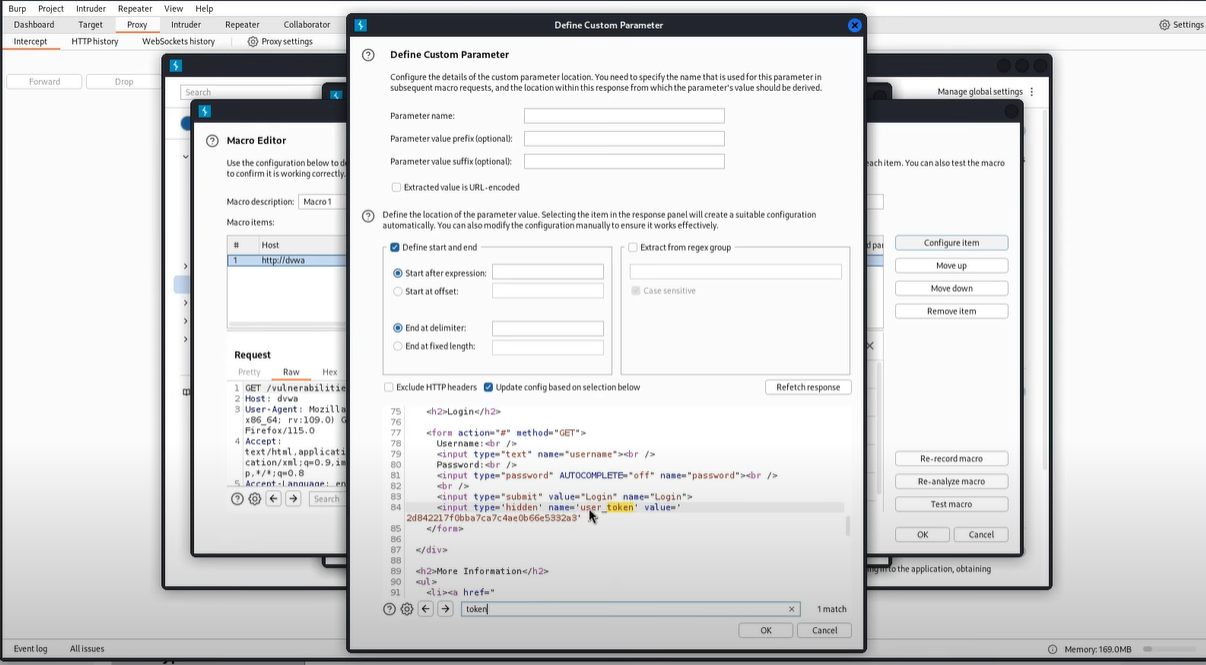 Burp Project Intruder Repeater View Help
Dashboard Target Proxy Intruder Repeater Collaborator
Settings
Intercept HTTP history WebSockets history Proxy settings
Forward Drop
Search
Manage global settings
Macro Editor
Use the configuration below to
each item. You can also test the macro
to confirm it is working correctly.
Macro description: Macro 1
Macro items:
# Host
1 http://dvwa
Configure item
Move up
Move down
Remove item
Request
Pretty Raw Hex
1 GET /vulnerabilities
2 Host: dvwa
3 User-Agent: Mozilla
x86_64; rv:109.0) G
Firefox/115.0
4 Accept:
text/html,applicati
cation/xml;q=0.9,im
p,*/*;q=0.8
5 Accept-Language: en
Search
Re-record macro
Re-analyze macro
Test macro
OK Cancel
to the application, obtaining
Define Custom Parameter
Define Custom Parameter
Configure the details of the custom parameter location. You need to specify the name that is used for this parameter in
subsequent macro requests, and the location within this response from which the parameter's value should be derived.
Parameter name:
Parameter value prefix (optional):
Parameter value suffix (optional):
Extracted value is URL-encoded
Define the location of the parameter value. Selecting the item in the response panel will create a suitable configuration
automatically. You can also modify the configuration manually to ensure it works effectively.
Define start and end
Start after expression:
Start at offset:
End at delimiter:
End at fixed length:
Extract from regex group
Case sensitive
Exclude HTTP headers Update config based on selection below Refetch response
75 <h2>Login</h2>
76
77 <form action="#" method="GET">
78 Username:<br />
79 <input type="text" name="username"><br />
80 Password:<br />
81 <input type="password" AUTOCOMPLETE="off" name="password"><br />
82 <br />
83 <input type="submit" value="Login" name="Login">
84 <input type='hidden' name='user_token' value='
2d842217f0bba7ca7c4ae0b66e5332a3'
85 </form>
86
87 </div>
88
89 <h2>More Information</h2>
90 <ul>
91 <li><a href="
token 1 match
OK Cancel
Event log All issues
Memory: 169.0MB